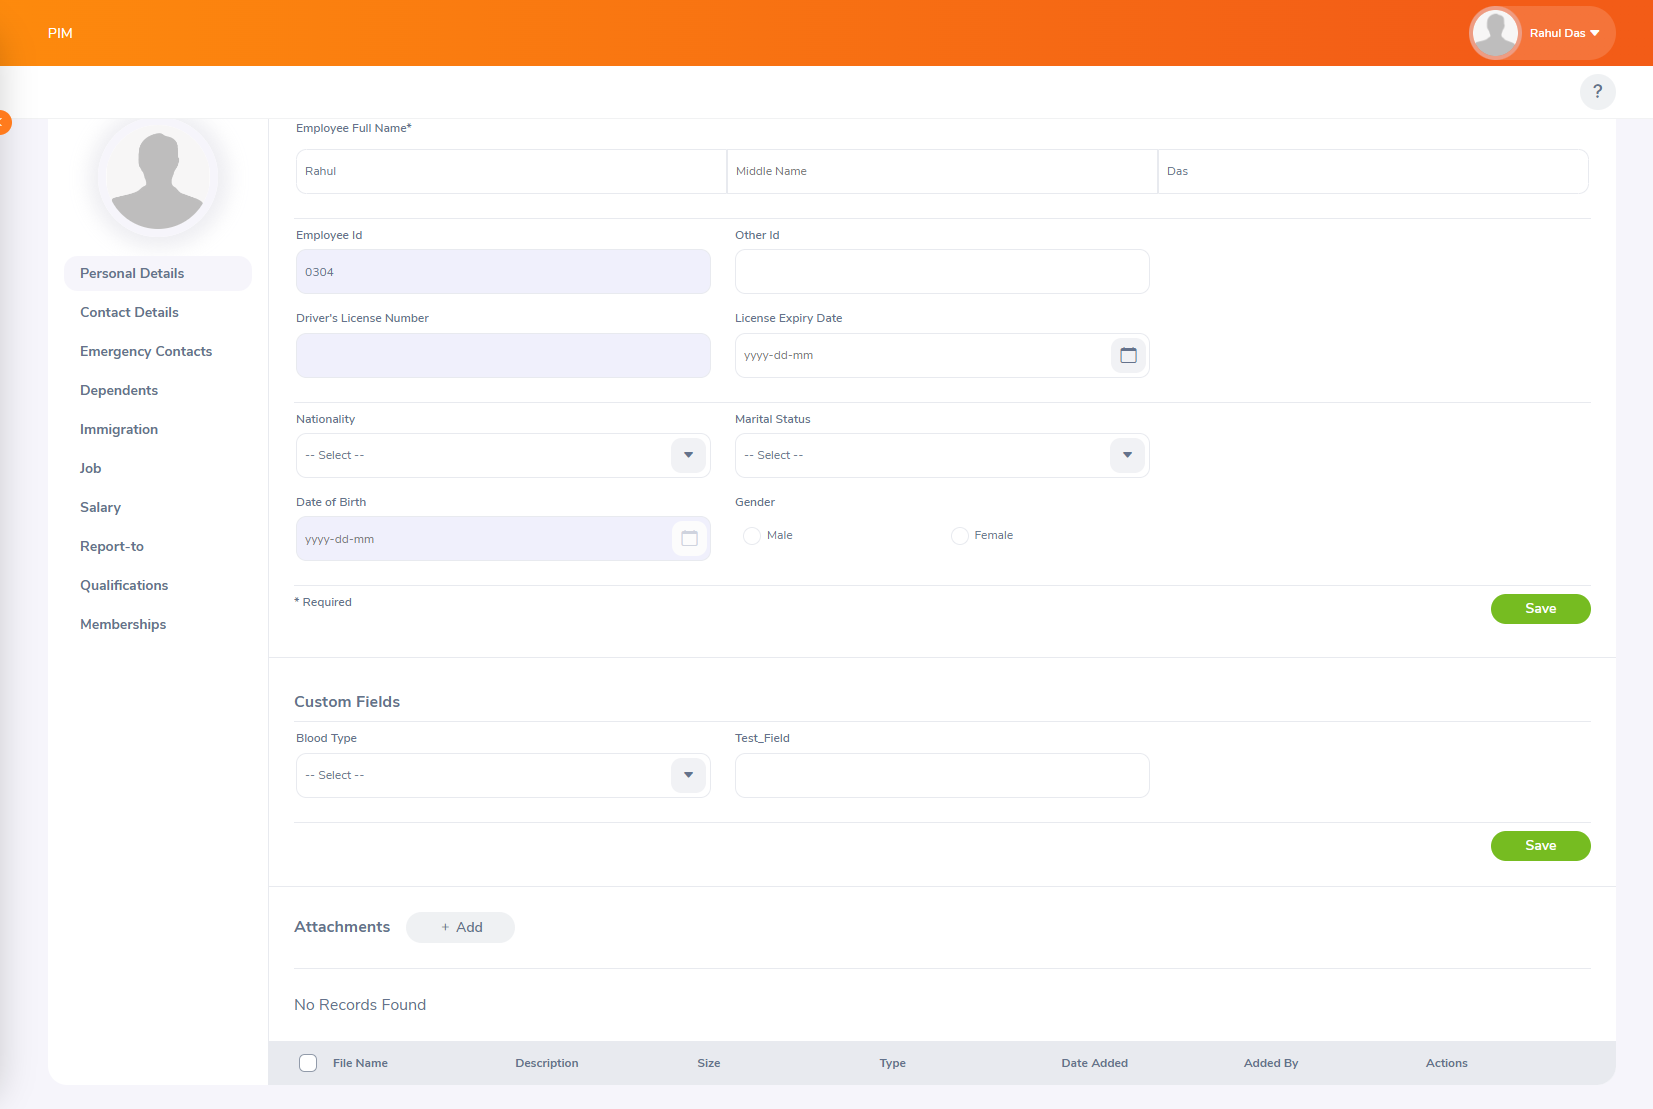 PIM
Rahul Das
?
Employee Full Name*
Rahul
Middle Name
Das
Employee Id
Other Id
0304
Driver's License Number
License Expiry Date
yyyy-dd-mm
Nationality
Marital Status
-- Select --
-- Select --
Date of Birth
Gender
yyyy-dd-mm
Male
Female
* Required
Save
Personal Details
Contact Details
Emergency Contacts
Dependents
Immigration
Job
Salary
Report-to
Qualifications
Memberships
Custom Fields
Blood Type
Test_Field
-- Select --
Save
Attachments
+ Add
No Records Found
File Name
Description
Size
Type
Date Added
Added By
Actions